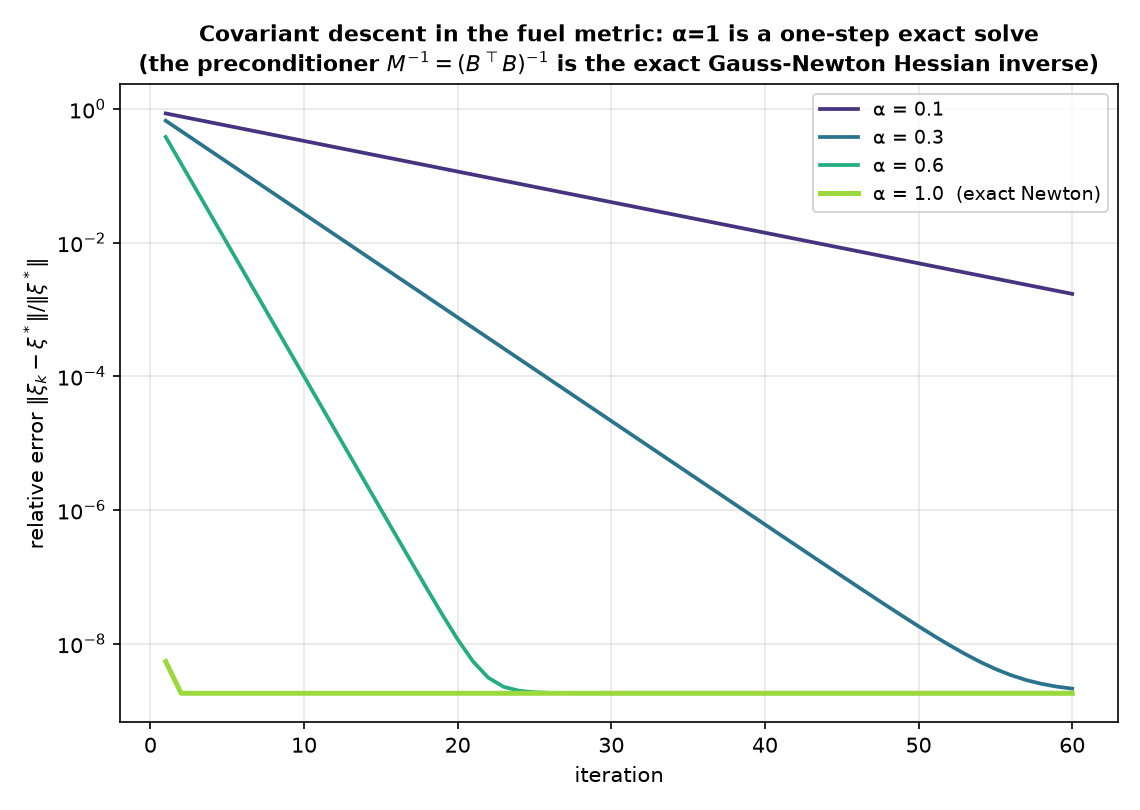 Covariant descent in the fuel metric: α=1 is a one-step exact solve
(the preconditioner M⁻¹ = (B⊤B)⁻¹ is the exact Gauss-Newton Hessian inverse)
relative error ‖ξₖ − ξ*‖/‖ξ*‖
10⁰
10⁻²
10⁻⁴
10⁻⁶
10⁻⁸
α = 0.1
α = 0.3
α = 0.6
α = 1.0 (exact Newton)
0 10 20 30 40 50 60
iteration